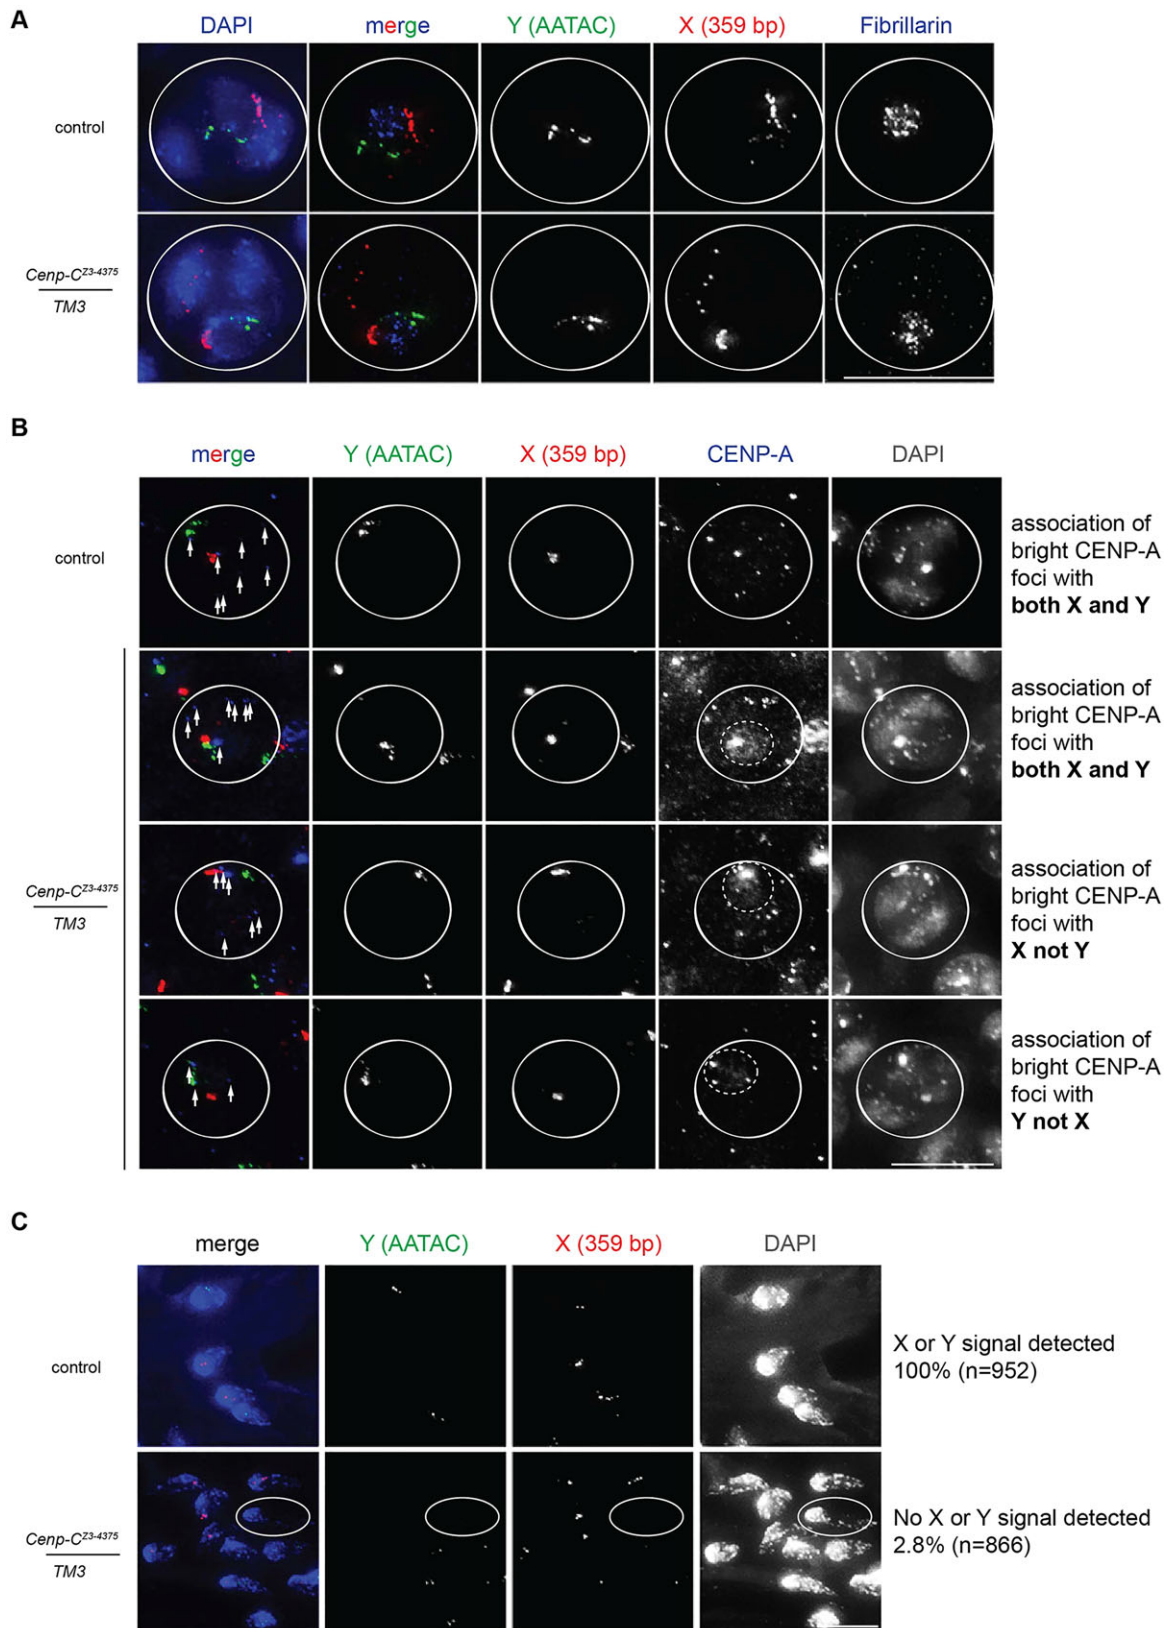 A
DAPI merge Y (AATAC) X (359 bp) Fibrillarin
control
Cenp-C^Z3-4375
TM3
B
merge Y (AATAC) X (359 bp) CENP-A DAPI
control
association of
bright CENP-A
foci with
both X and Y
association of
bright CENP-A
foci with
both X and Y
Cenp-C^Z3-4375
TM3
association of
bright CENP-A
foci with
X not Y
association of
bright CENP-A
foci with
Y not X
C
merge Y (AATAC) X (359 bp) DAPI
control
X or Y signal detected
100% (n=952)
Cenp-C^Z3-4375
TM3
No X or Y signal detected
2.8% (n=866)